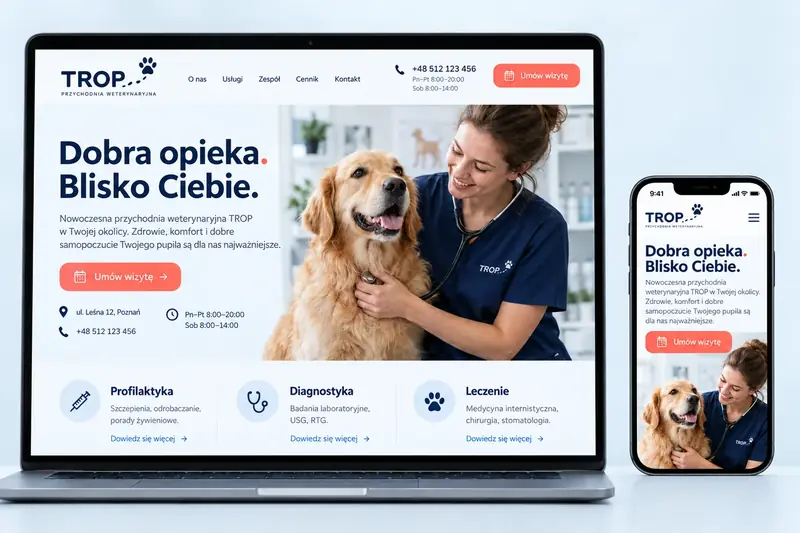 TROP
PRZYCHODNIA WETERYNARYJNA
O nas
Usługi
Zespół
Cennik
Kontakt
+48 512 123 456
Pn–Pt 8:00–20:00
Sob 8:00–14:00
Umów wizytę
Dobra opieka.
Blisko Ciebie.
Nowoczesna przychodnia weterynaryjna TROP
w Twojej okolicy. Zdrowie, komfort i dobre
samopoczucie Twojego pupila są dla nas najważniejsze.
Umów wizytę →
ul. Leśna 12, Poznań
+48 512 123 456
Pn–Pt 8:00–20:00
Sob 8:00–14:00
TROP
Profilaktyka
Szczepienia, odrobaczanie,
porady żywieniowe.
Dowiedz się więcej →
Diagnostyka
Badania laboratoryjne,
USG, RTG.
Dowiedz się więcej →
Leczenie
Medycyna internistyczna,
chirurgia, stomatologia.
Dowiedz się więcej →
9:41
TROP
PRZYCHODNIA WETERYNARYJNA
Dobra opieka.
Blisko Ciebie.
Nowoczesna przychodnia
weterynaryjna TROP w Twojej okolicy.
Zdrowie, komfort i dobre
samopoczucie Twojego pupila są
dla nas najważniejsze.
Umów wizytę
TROP